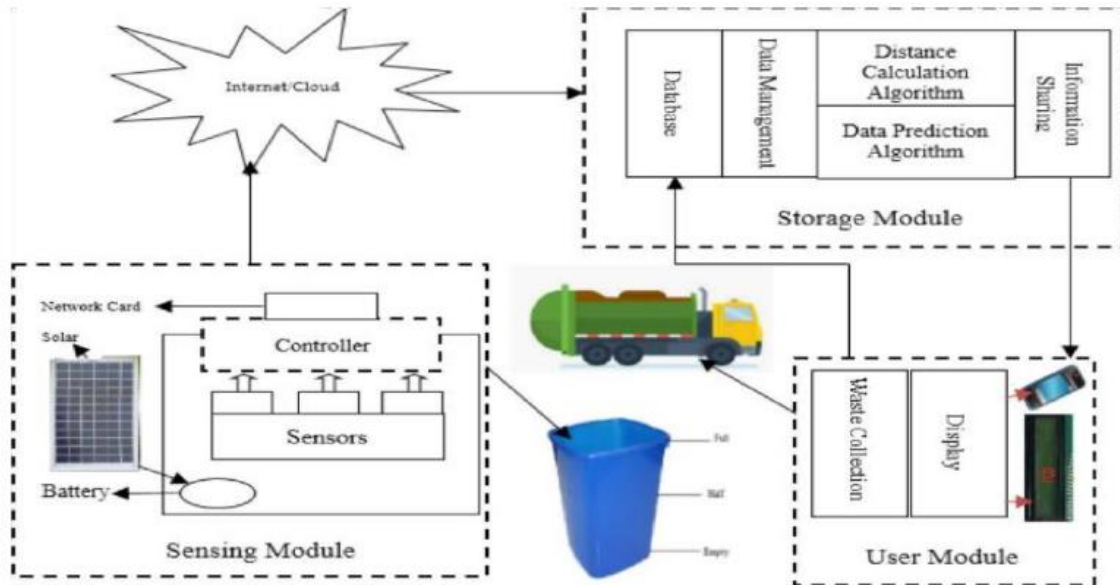 Internet/Cloud
Database
Data Management
Distance
Calculation
Algorithm
Data Prediction
Algorithm
Information
Sharing
Storage Module
Network Card
Solar
Controller
Sensors
Battery
Sensing Module
Full
Half
Empty
Waste Collection
Display
User Module